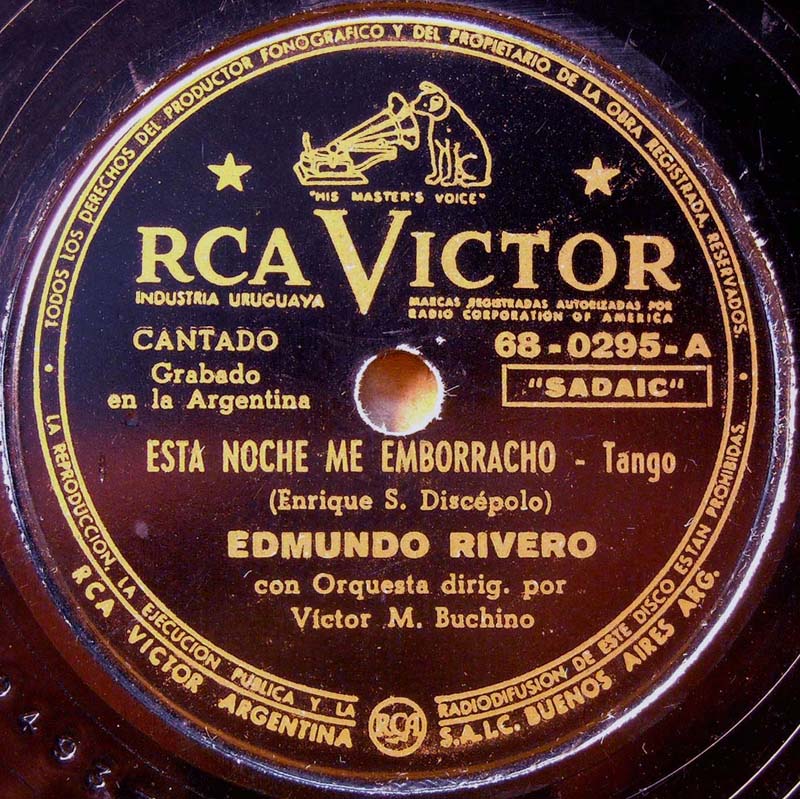 TODOS LOS DERECHOS DEL PRODUCTOR FONOGRAFICO Y DEL PROPIETARIO DE LA OBRA REGISTRADA, RESERVADOS.
"HIS MASTER'S VOICE"
RCA VICTOR
INDUSTRIA URUGUAYA
MARCAS REGISTRADAS AUTORIZADAS POR
RADIO CORPORATION OF AMERICA
CANTADO
68-0295-A
Grabado
en la Argentina
"SADAIC"
ESTA NOCHE ME EMBORRACHO - Tango
(Enrique S. Discépolo)
EDMUNDO RIVERO
con Orquesta dirig. por
Víctor M. Buchino
LA REPRODUCCION, LA EJECUCIÓN PUBLICA Y LA RADIODIFUSIÓN DE ESTE DISCO ESTAN PROHIBIDAS.
RCA VICTOR ARGENTINA S.A.I.C. BUENOS AIRES ARG.
RCA